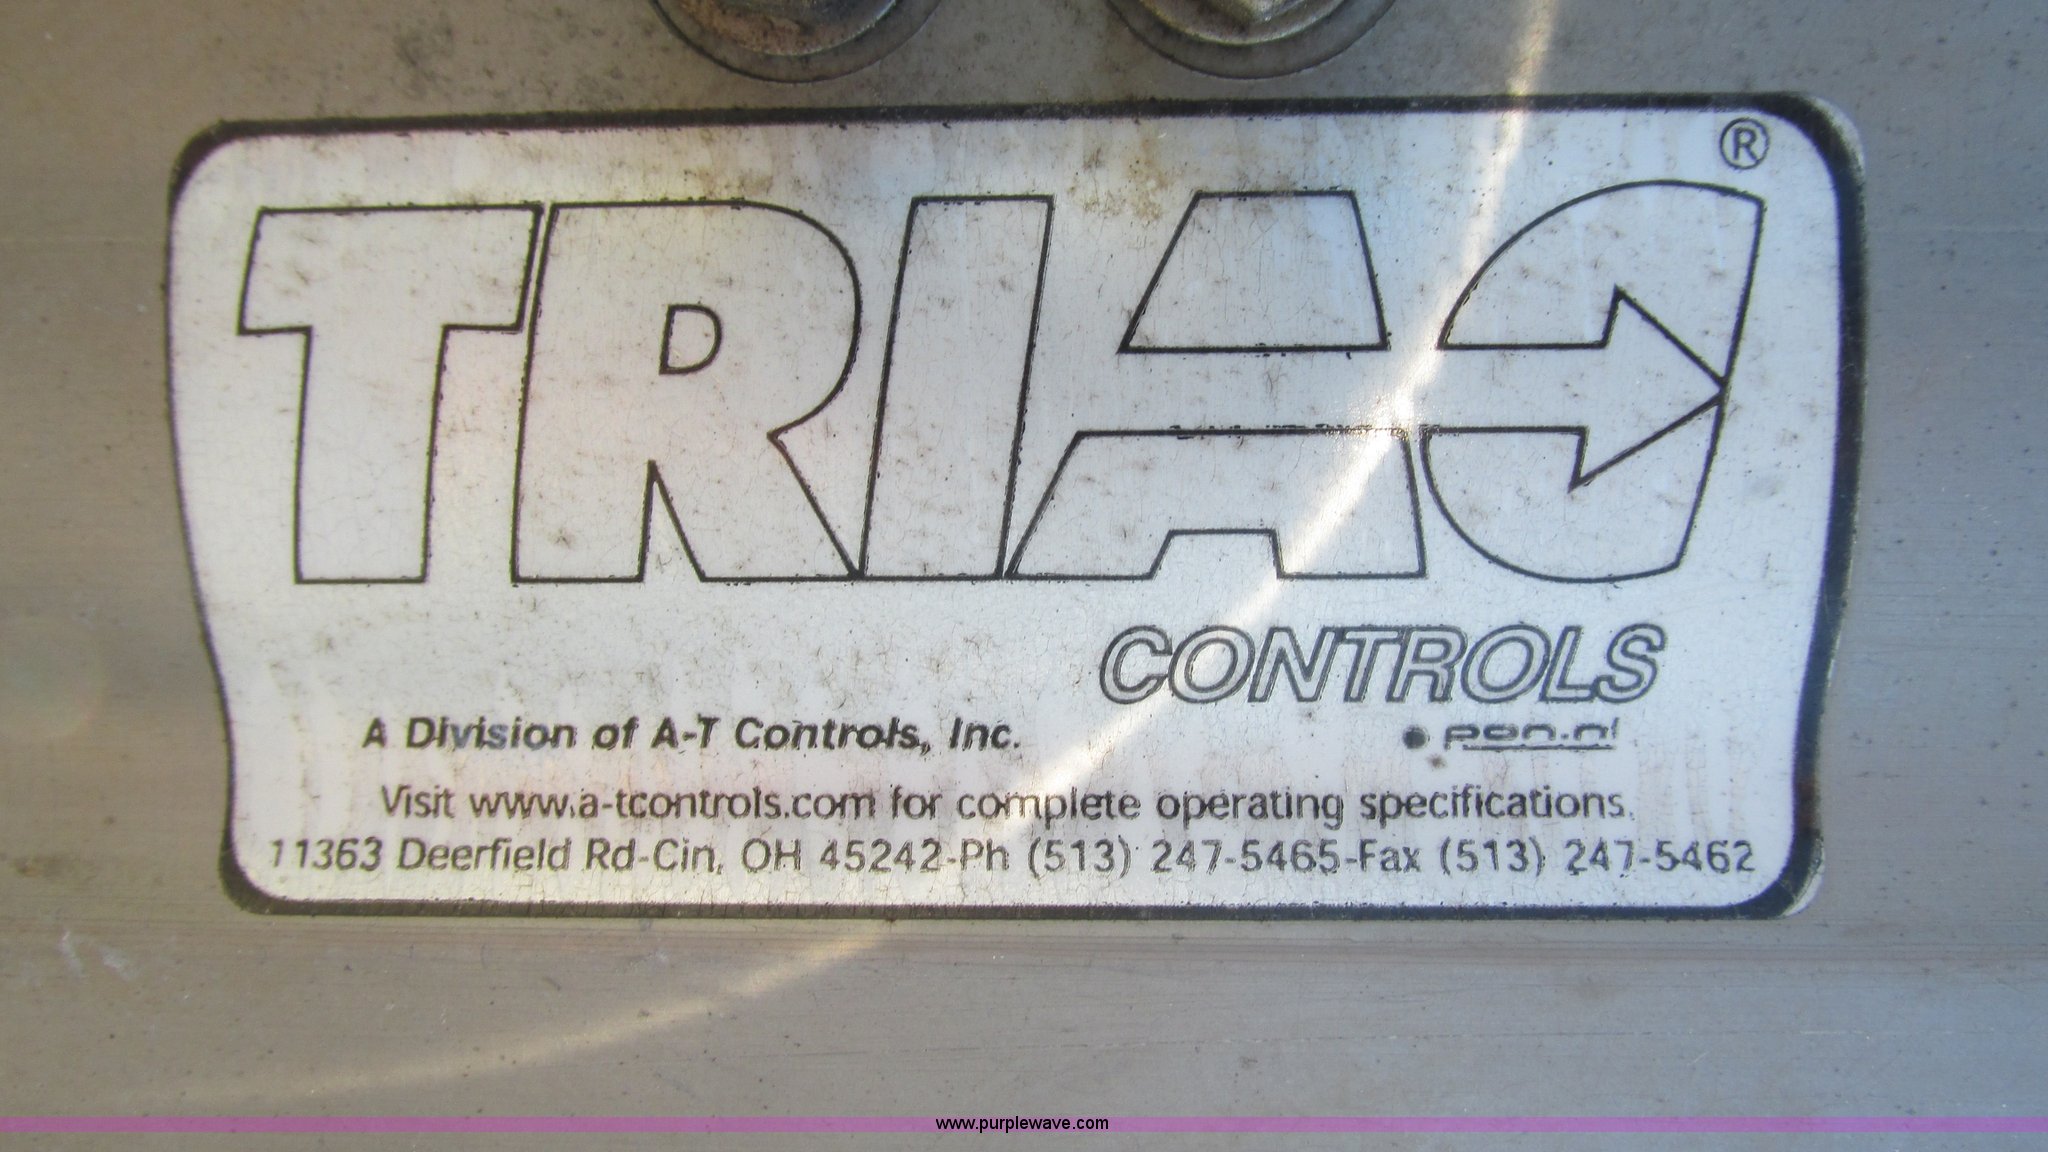 TRIAC®
CONTROLS
A Division of A-T Controls, Inc.
Visit www.a-tcontrols.com for complete operating specifications.
11363 Deerfield Rd-Cin, OH 45242-Ph (513) 247-5465-Fax (513) 247-5462
www.purplewave.com